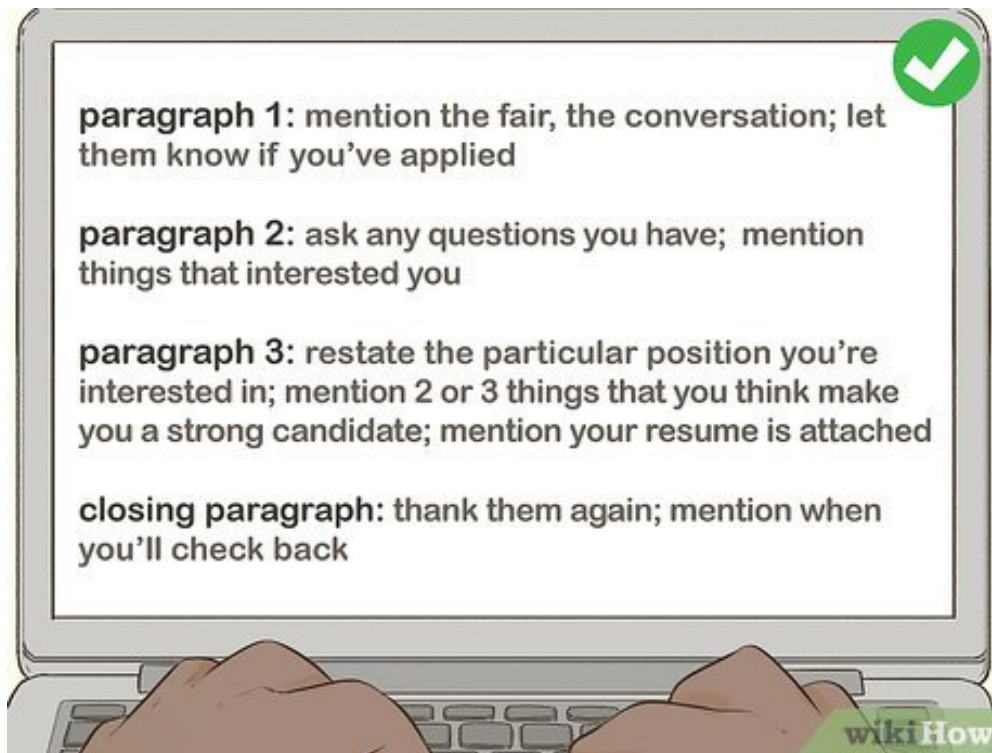 paragraph 1: mention the fair, the conversation; let
them know if you’ve applied
paragraph 2: ask any questions you have;  mention
things that interested you
paragraph 3: restate the particular position you’re
interested in; mention 2 or 3 things that you think make
you a strong candidate; mention your resume is attached
closing paragraph: thank them again; mention when
you’ll check back
wikiHow